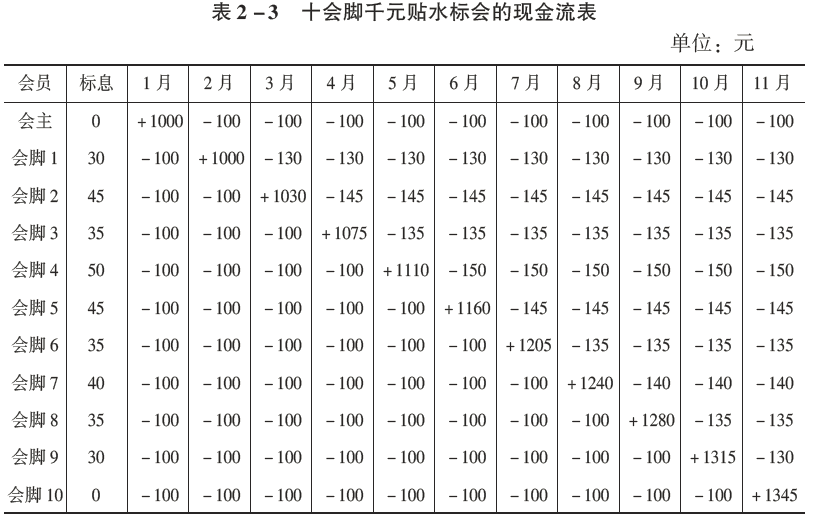 表 2-3 十会脚千元贴水标会的现金流表
单位：元
会员 标息 1月 2月 3月 4月 5月 6月 7月 8月 9月 10月 11月
会主 0 +1000 -100 -100 -100 -100 -100 -100 -100 -100 -100 -100
会脚1 30 -100 +1000 -130 -130 -130 -130 -130 -130 -130 -130 -130
会脚2 45 -100 -100 +1030 -145 -145 -145 -145 -145 -145 -145 -145
会脚3 35 -100 -100 -100 +1075 -135 -135 -135 -135 -135 -135 -135
会脚4 50 -100 -100 -100 -100 +1110 -150 -150 -150 -150 -150 -150
会脚5 45 -100 -100 -100 -100 -100 +1160 -145 -145 -145 -145 -145
会脚6 35 -100 -100 -100 -100 -100 -100 +1205 -135 -135 -135 -135
会脚7 40 -100 -100 -100 -100 -100 -100 -100 +1240 -140 -140 -140
会脚8 35 -100 -100 -100 -100 -100 -100 -100 -100 +1280 -135 -135
会脚9 30 -100 -100 -100 -100 -100 -100 -100 -100 -100 +1315 -130
会脚10 0 -100 -100 -100 -100 -100 -100 -100 -100 -100 -100 +1345